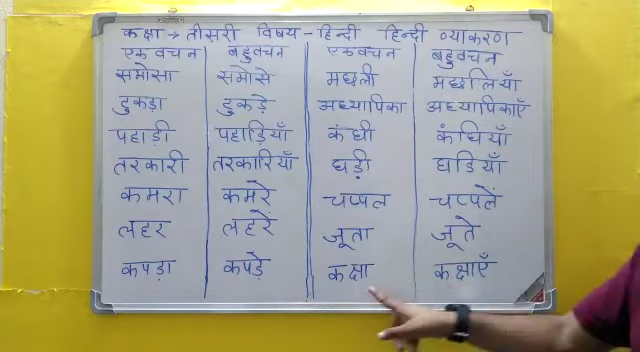 कक्षा → तीसरी विषय - हिन्दी हिन्दी व्याकरण
एकवचन बहुवचन एकवचन बहुवचन
समोसा समोसे मछली मछलियाँ
टुकड़ा टुकड़े अध्यापिका अध्यापिकाएँ
पहाड़ी पहाड़ियाँ कंघी कंघियाँ
तरकारी तरकारियाँ घड़ी घडियाँ
कमरा कमरे चप्पल चप्पलें
लहर लहरें जूता जूते
कपड़ा कपड़े कक्षा कक्षाएँ